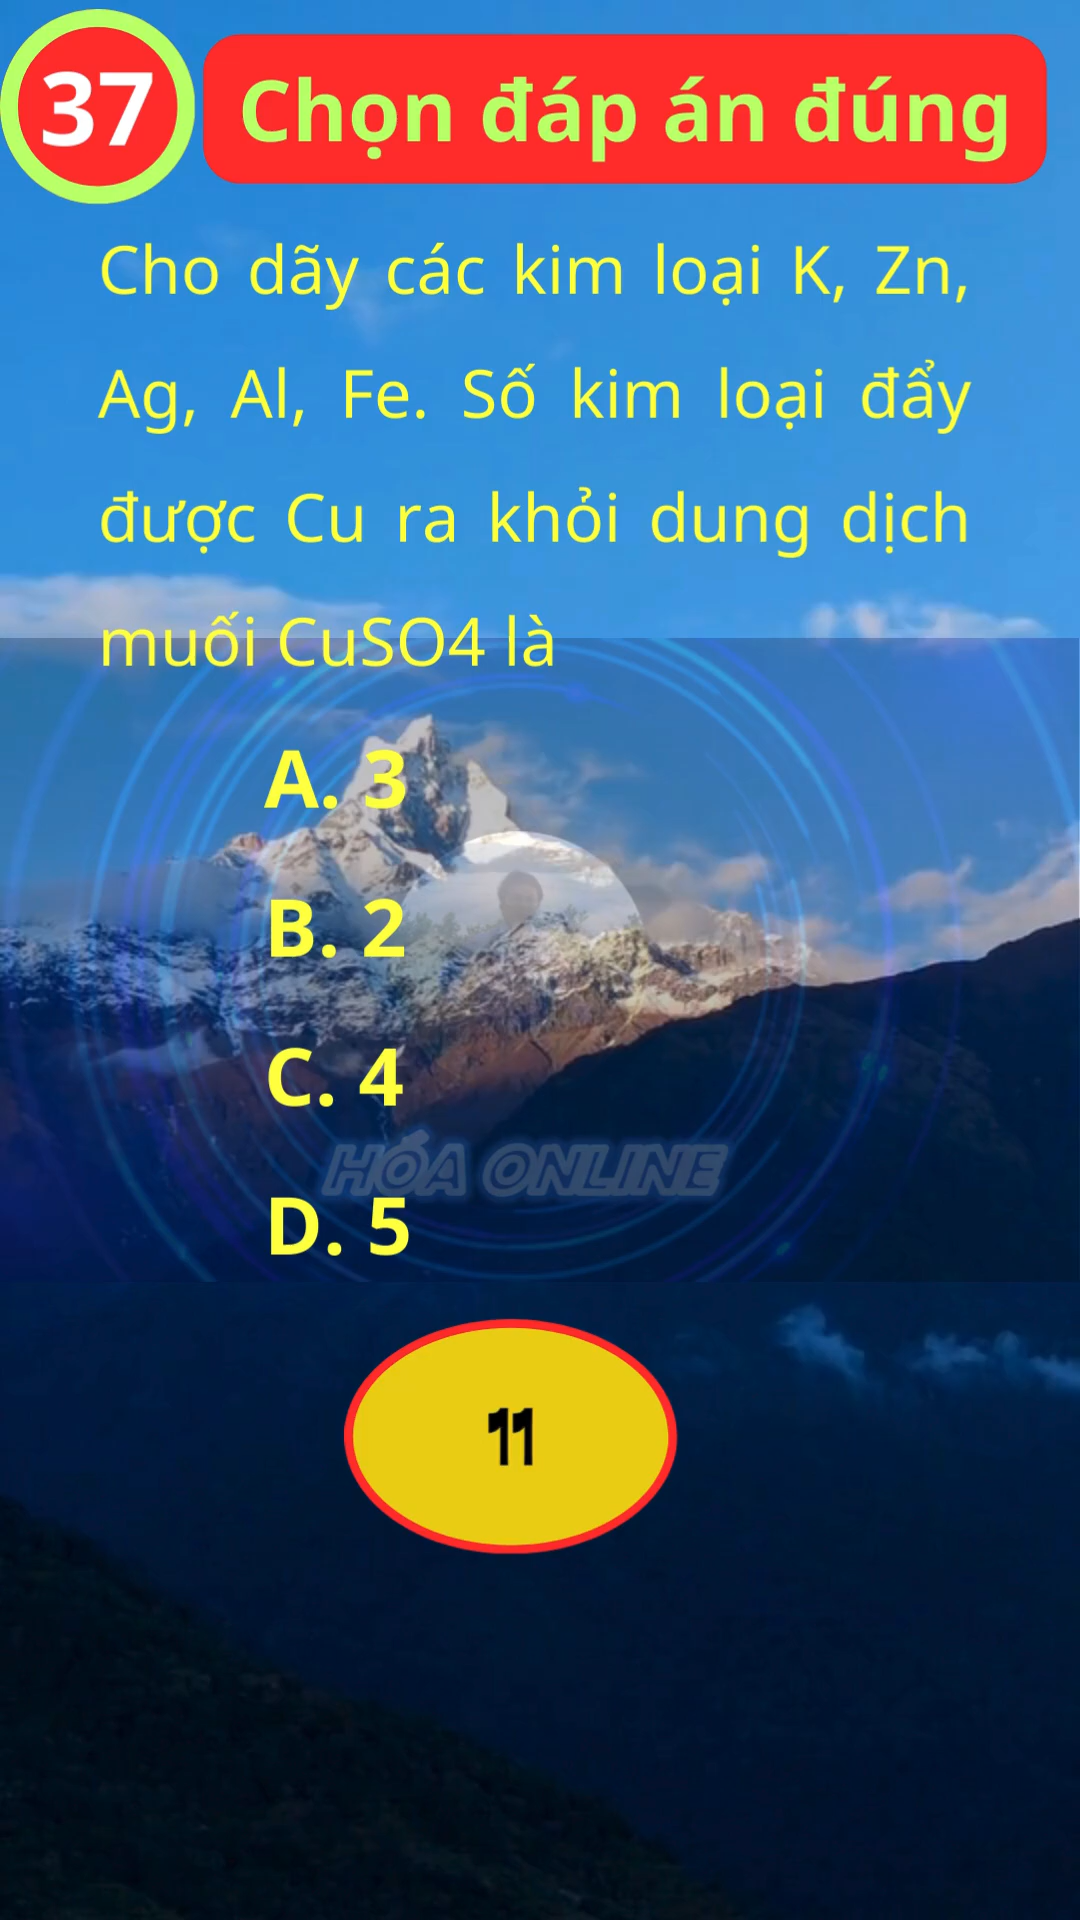 37
Chọn đáp án đúng
Cho dãy các kim loại K, Zn,
Ag, Al, Fe. Số kim loại đẩy
được Cu ra khỏi dung dịch
muối CuSO4 là
A. 3
B. 2
C. 4
HÓA ONLINE
D. 5
11